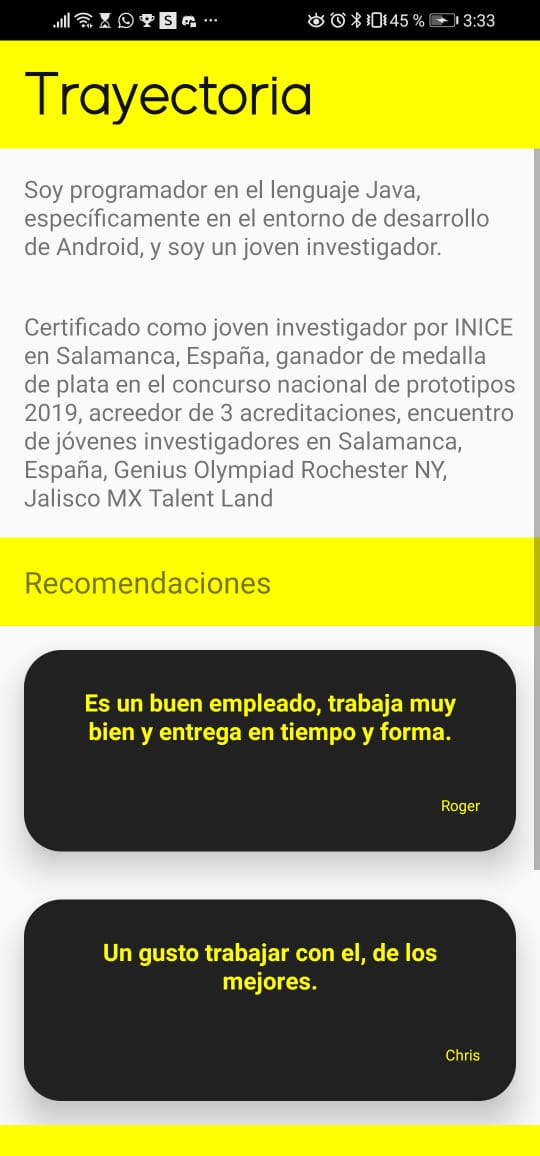 45 % 3:33
Trayectoria
Soy programador en el lenguaje Java,
específicamente en el entorno de desarrollo
de Android, y soy un joven investigador.
Certificado como joven investigador por INICE
en Salamanca, España, ganador de medalla
de plata en el concurso nacional de prototipos
2019, acreedor de 3 acreditaciones, encuentro
de jóvenes investigadores en Salamanca,
España, Genius Olympiad Rochester NY,
Jalisco MX Talent Land
Recomendaciones
Es un buen empleado, trabaja muy
bien y entrega en tiempo y forma.
Roger
Un gusto trabajar con el, de los
mejores.
Chris